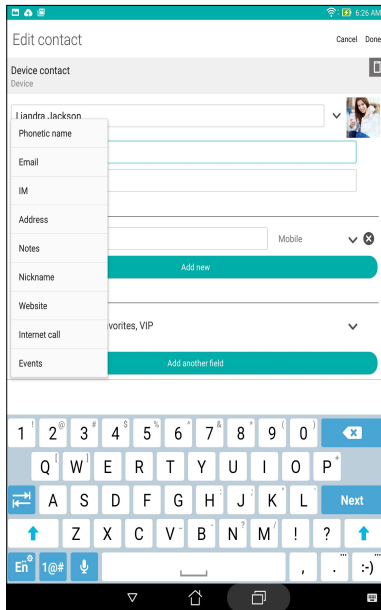 6:26 AM
Edit contact
Cancel Done
Device contact
Device
Liandra Jackson
Phonetic name
Email
IM
Address
Notes
Nickname
Website
Internet call
Events
Mobile
Add new
vorites, VIP
Add another field
1 ! 2 @ 3 # 4 $ 5 % 6 ^ 7 & 8 * 9 ( 0 )
Q [ W ] E R T Y U I O P +
A S D F G H : J ; K " L '
Next
Z X C V - B _ N ? M / ! ?
En 1@# , . ... :-) ...